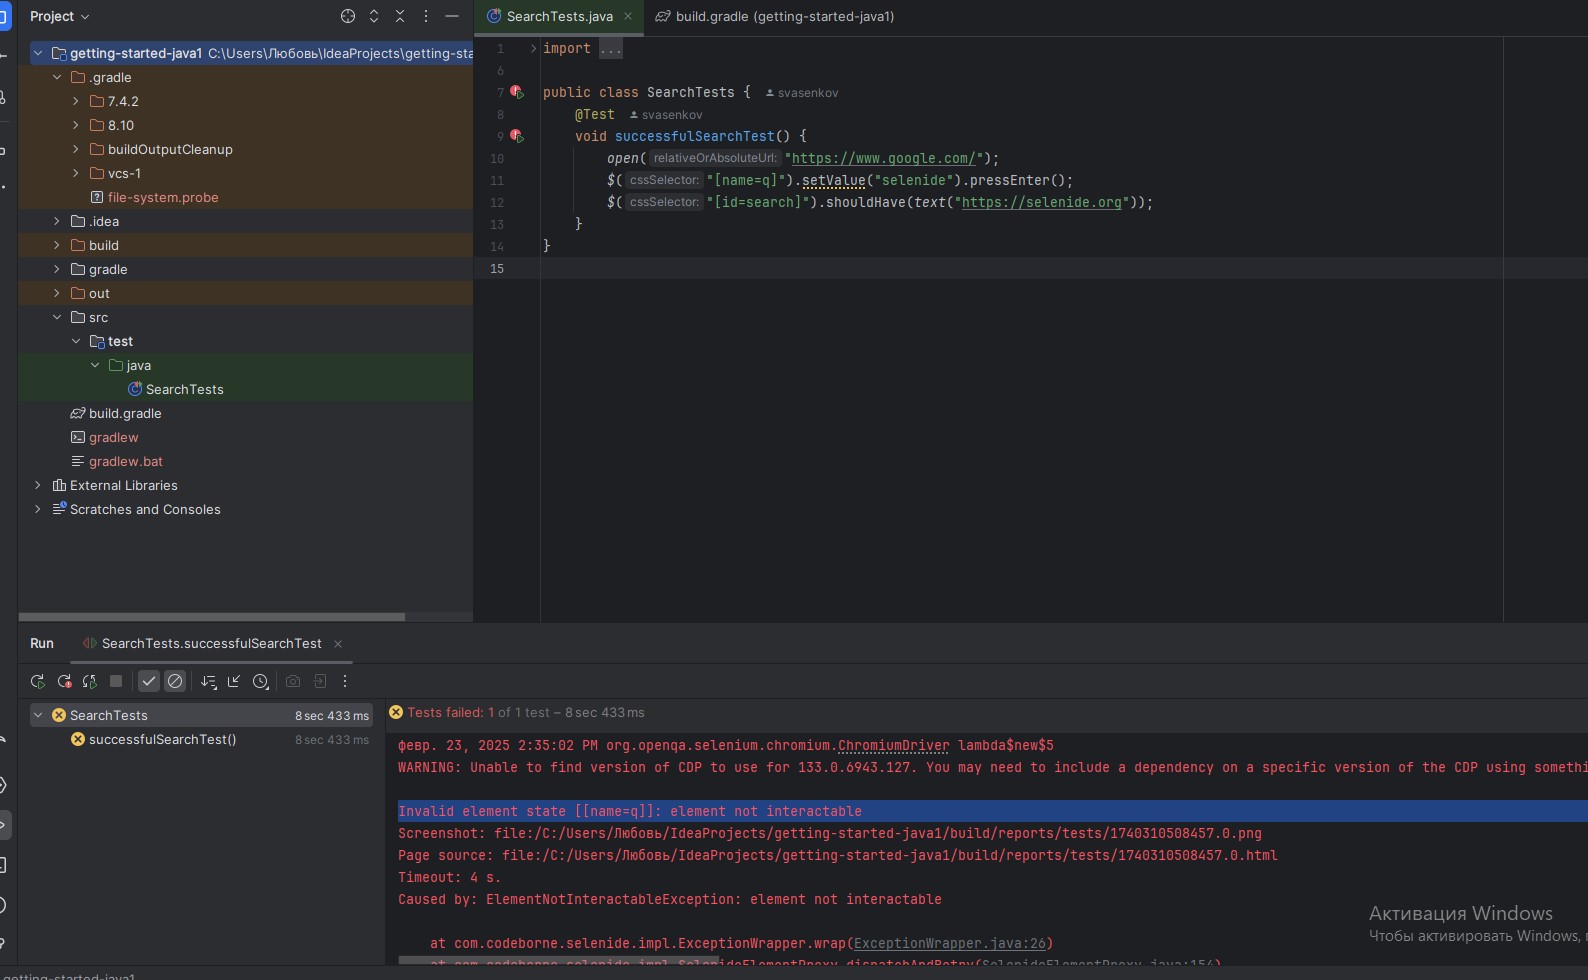 Project
getting-started-java1 C:\Users\Любовь\IdeaProjects\getting-sta
.gradle
7.4.2
8.10
buildOutputCleanup
vcs-1
file-system.probe
.idea
build
gradle
out
src
test
java
SearchTests
build.gradle
gradlew
gradlew.bat
External Libraries
Scratches and Consoles
SearchTests.java
build.gradle (getting-started-java1)
1 import ...
6
7 public class SearchTests { svasenkov
8 @Test svasenkov
9 void successfulSearchTest() {
10 open( relativeOrAbsoluteUrl: "https://www.google.com/");
11 $( cssSelector: "[name=q]").setValue("selenide").pressEnter();
12 $( cssSelector: "[id=search]").shouldHave(text("https://selenide.org"));
13 }
14 }
15
Run SearchTests.successfulSearchTest
SearchTests 8 sec 433 ms
successfulSearchTest() 8 sec 433 ms
Tests failed: 1 of 1 test – 8 sec 433 ms
февр. 23, 2025 2:35:02 PM org.openqa.selenium.chromium.ChromiumDriver lambda$new$5
WARNING: Unable to find version of CDP to use for 133.0.6943.127. You may need to include a dependency on a specific version of the CDP using somethi
Invalid element state [[name=q]]: element not interactable
Screenshot: file:/C:/Users/Любовь/IdeaProjects/getting-started-java1/build/reports/tests/1740310508457.0.png
Page source: file:/C:/Users/Любовь/IdeaProjects/getting-started-java1/build/reports/tests/1740310508457.0.html
Timeout: 4 s.
Caused by: ElementNotInteractableException: element not interactable
at com.codeborne.selenide.impl.ExceptionWrapper.wrap(ExceptionWrapper.java:26)
at com.codeborne.selenide.impl.SelenideElementProxy.dispatchAndRetry(SelenideElementProxy.java:154)
Активация Windows
Чтобы активировать Windows,
getting-started-java1